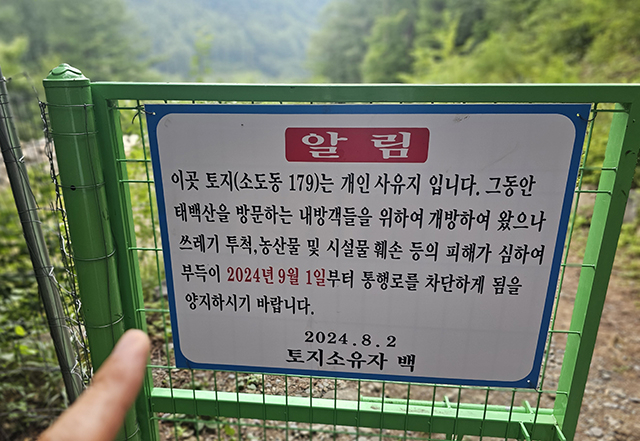 알 림
이곳 토지(소도동 179)는 개인 사유지 입니다. 그동안
태백산을 방문하는 내방객들을 위하여 개방하여 왔으나
쓰레기 투척,농산물 및 시설물 훼손 등의 피해가 심하여
부득이 2024년 9월 1일부터 통행로를 차단하게 됨을
양지하시기 바랍니다.
2024.8.2
토지소유자 백